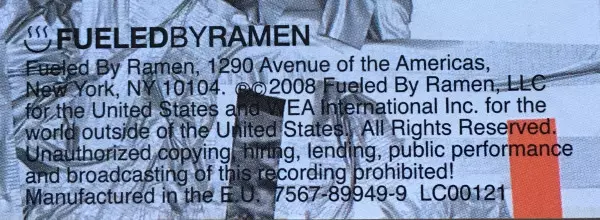 FUELEDBYRAMEN
Fueled By Ramen, 1290 Avenue of the Americas,
New York, NY 10104. ℗©2008 Fueled By Ramen, LLC
for the United States and WEA International Inc. for the
world outside of the United States. All Rights Reserved.
Unauthorized copying, hiring, lending, public performance
and broadcasting of this recording prohibited!
Manufactured in the E.U. 7567-89949-9 LC00121